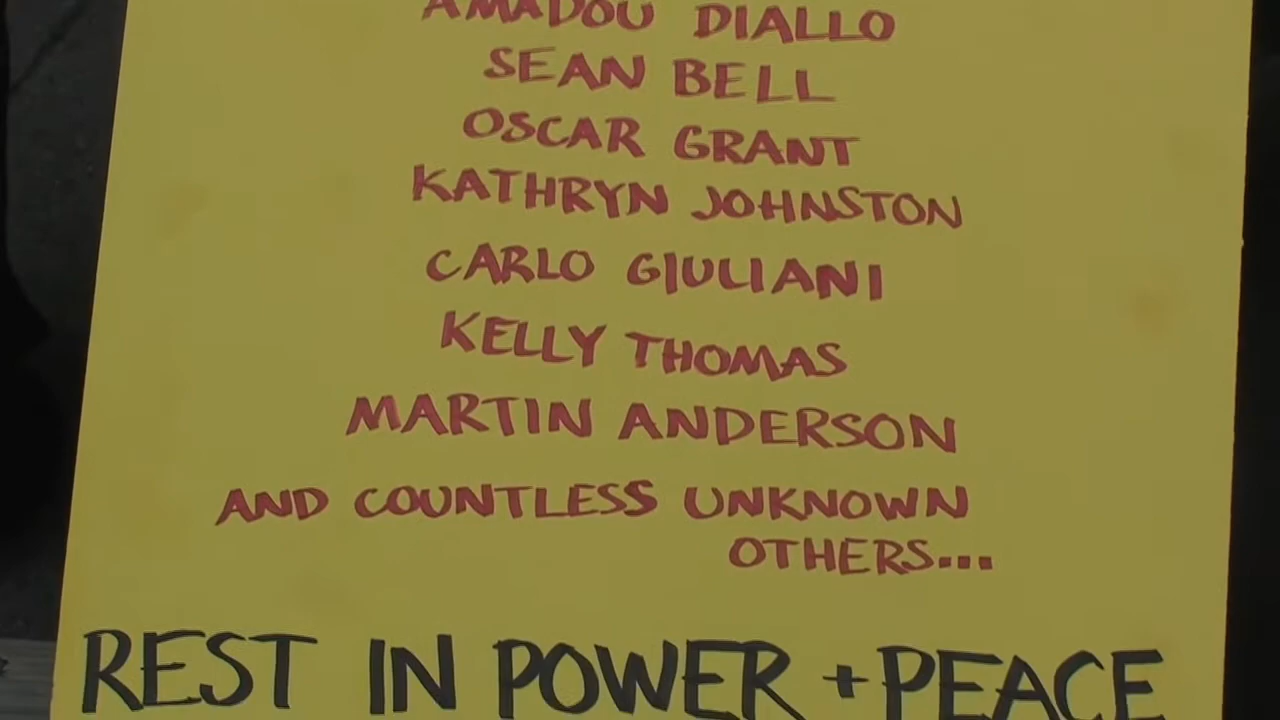 AMADOU DIALLO
SEAN BELL
OSCAR GRANT
KATHRYN JOHNSTON
CARLO GIULIANI
KELLY THOMAS
MARTIN ANDERSON
AND COUNTLESS UNKNOWN
OTHERS...
REST IN POWER + PEACE